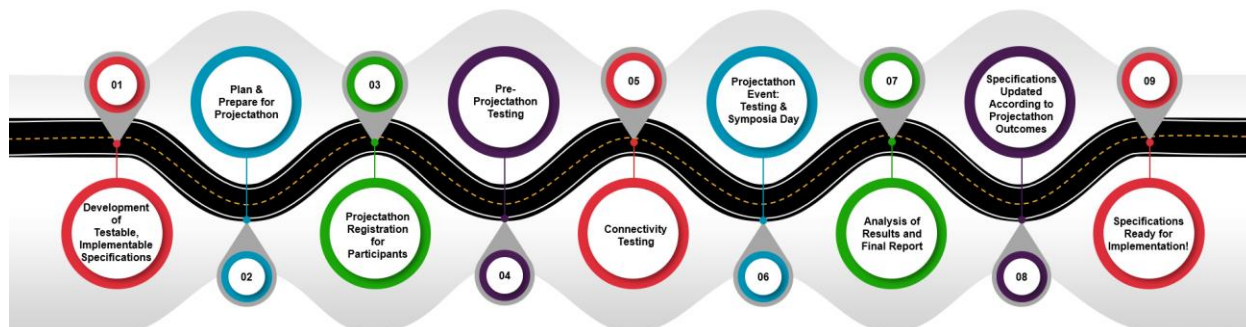 01
Development
of
Testable,
Implementable
Specifications
Plan &
Prepare for
Projectathon
02
03
Projectathon
Registration
for
Participants
Pre-
Projectathon
Testing
04
05
Connectivity
Testing
Projectathon
Event:
Testing &
Symposia Day
06
07
Analysis of
Results and
Final Report
Specifications
Updated
According to
Projectathon
Outcomes
08
09
Specifications
Ready for
Implementation!